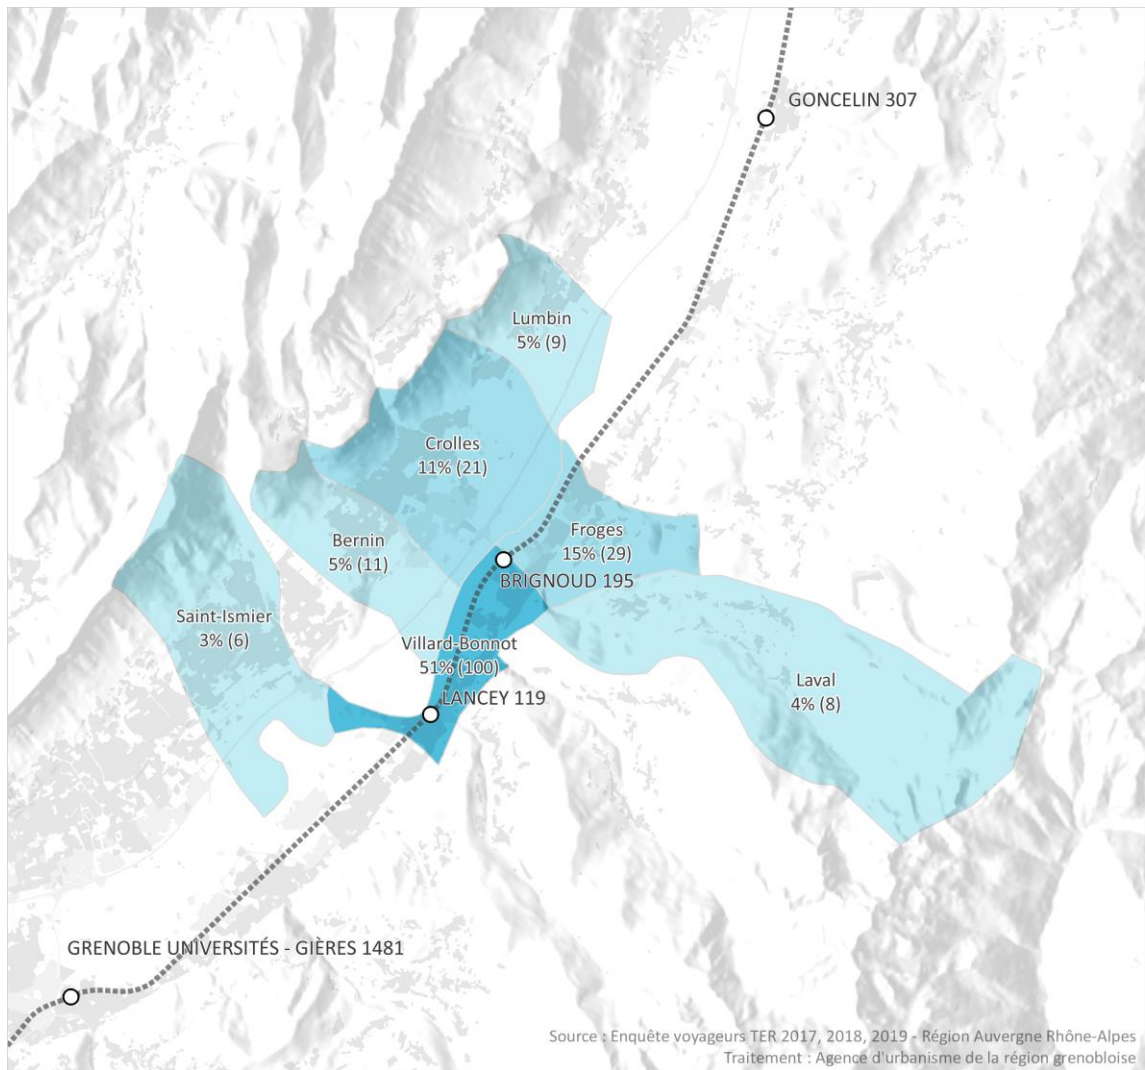 GONCELIN 307
Lumbin
5% (9)
Crolles
11% (21)
Froges
15% (29)
Bernin
5% (11)
BRIGNOUD 195
Saint-Ismier
3% (6)
Villard-Bonnot
51% (100)
Laval
4% (8)
LANCEY 119
GRENOBLE UNIVERSITÉS - GIÈRES 1481
Source : Enquête voyageurs TER 2017, 2018, 2019 - Région Auvergne Rhône-Alpes
Traitement : Agence d'urbanisme de la région grenobloise